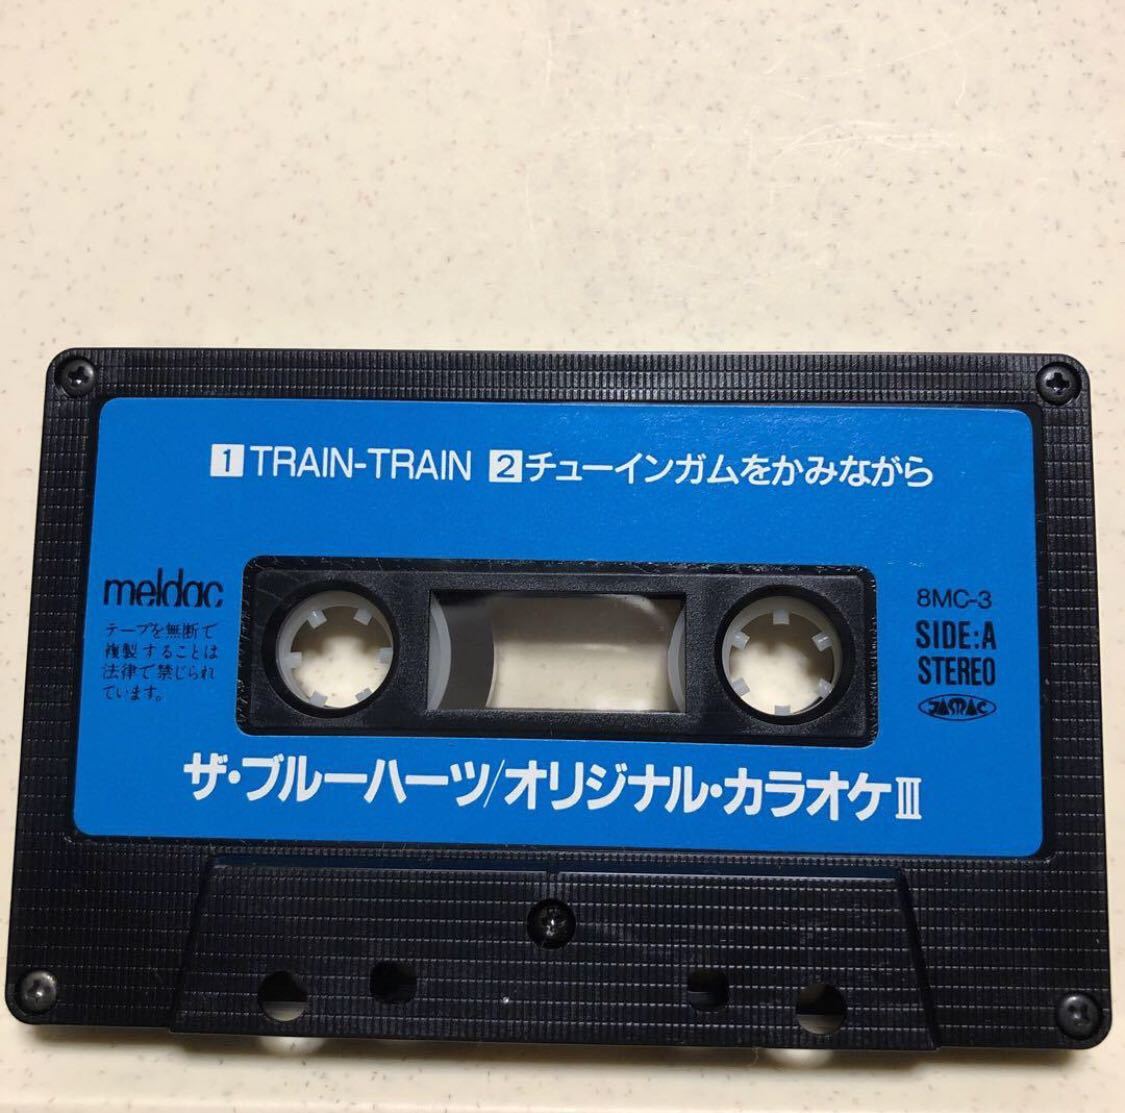 1 TRAIN-TRAIN 2 チューインガムをかみながら
meldac
テープを無断で
複製することは
法律で禁じられ
ています。
8MC-3
SIDE:A
STEREO
JASRAC
ザ・ブルーハーツ/オリジナル・カラオケⅢ